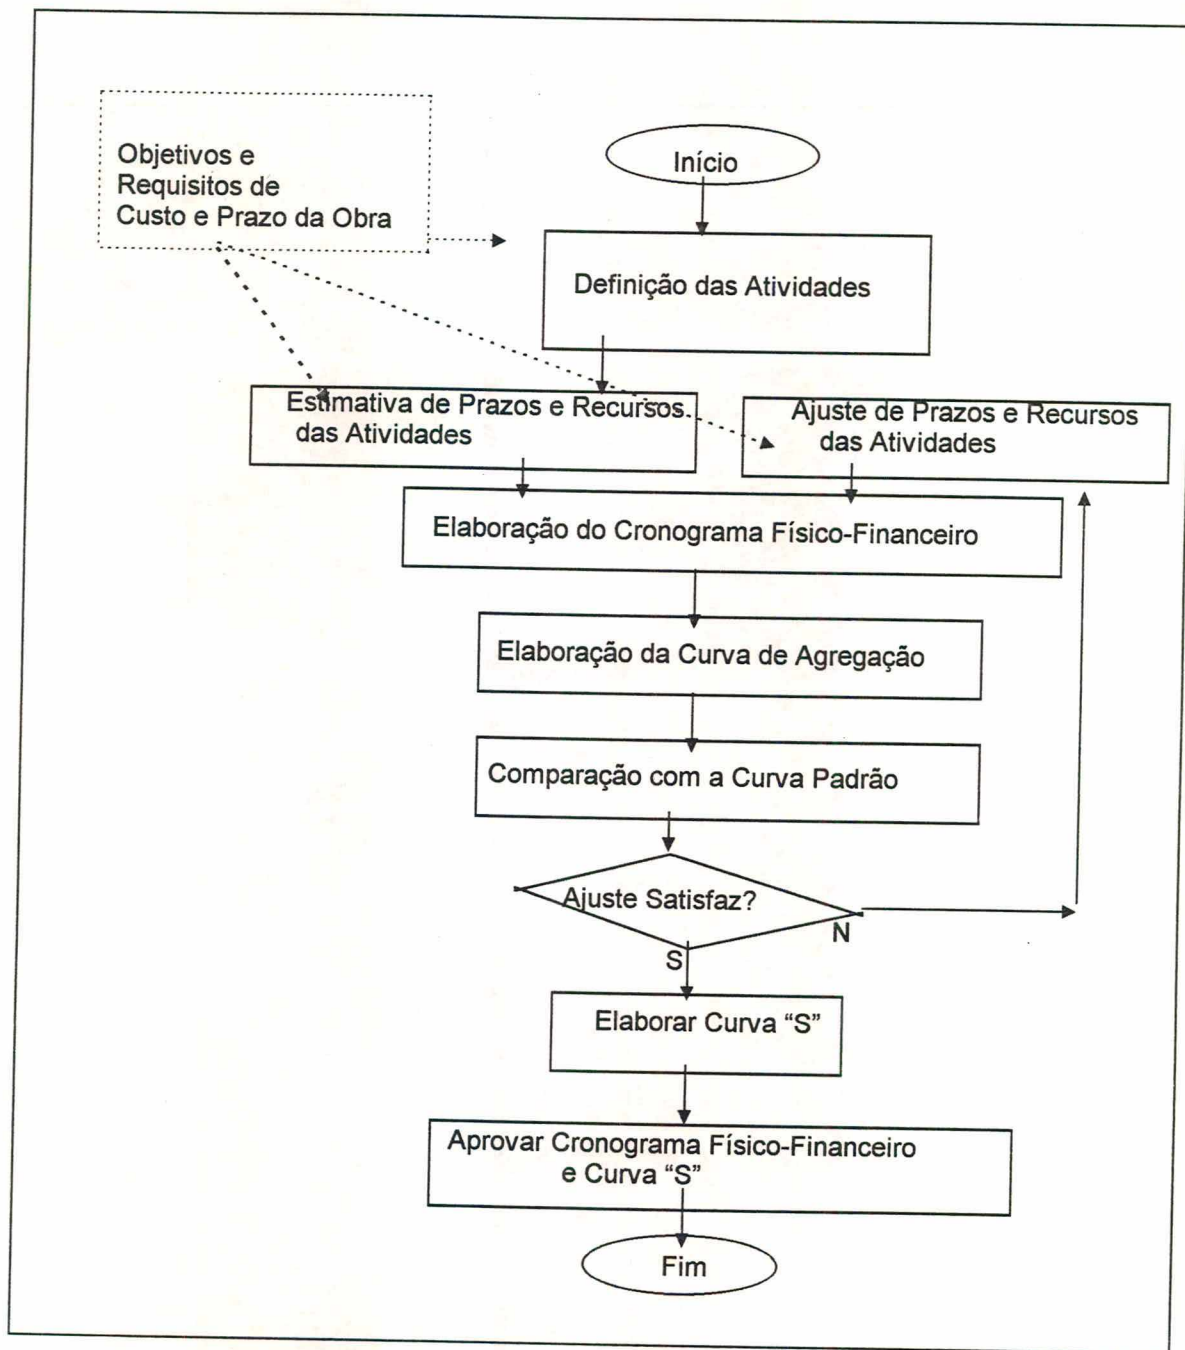 Objetivos e
Requisitos de
Custo e Prazo da Obra
Início
Definição das Atividades
Estimativa de Prazos e Recursos
das Atividades
Ajuste de Prazos e Recursos
das Atividades
Elaboração do Cronograma Físico-Financeiro
Elaboração da Curva de Agregação
Comparação com a Curva Padrão
Ajuste Satisfaz?
N
S
Elaborar Curva “S”
Aprovar Cronograma Físico-Financeiro
e Curva “S”
Fim